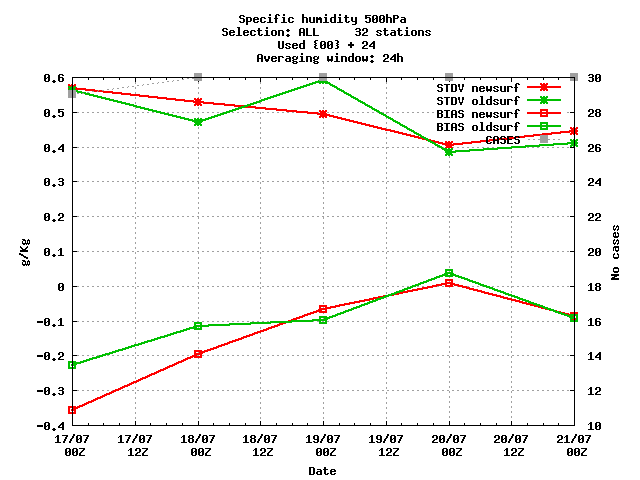 Specific humidity 500hPa
Selection: ALL 32 stations
Used {00} + 24
Averaging window: 24h
STDV newsurf
STDV oldsurf
BIAS newsurf
BIAS oldsurf
CASES
0.6
0.5
0.4
0.3
0.2
0.1
0
-0.1
-0.2
-0.3
-0.4
g/Kg
30
28
26
24
22
20
18
16
14
12
10
No cases
17/07 17/07 18/07 18/07 19/07 19/07 20/07 20/07 21/07
00Z 12Z 00Z 12Z 00Z 12Z 00Z 12Z 00Z
Date